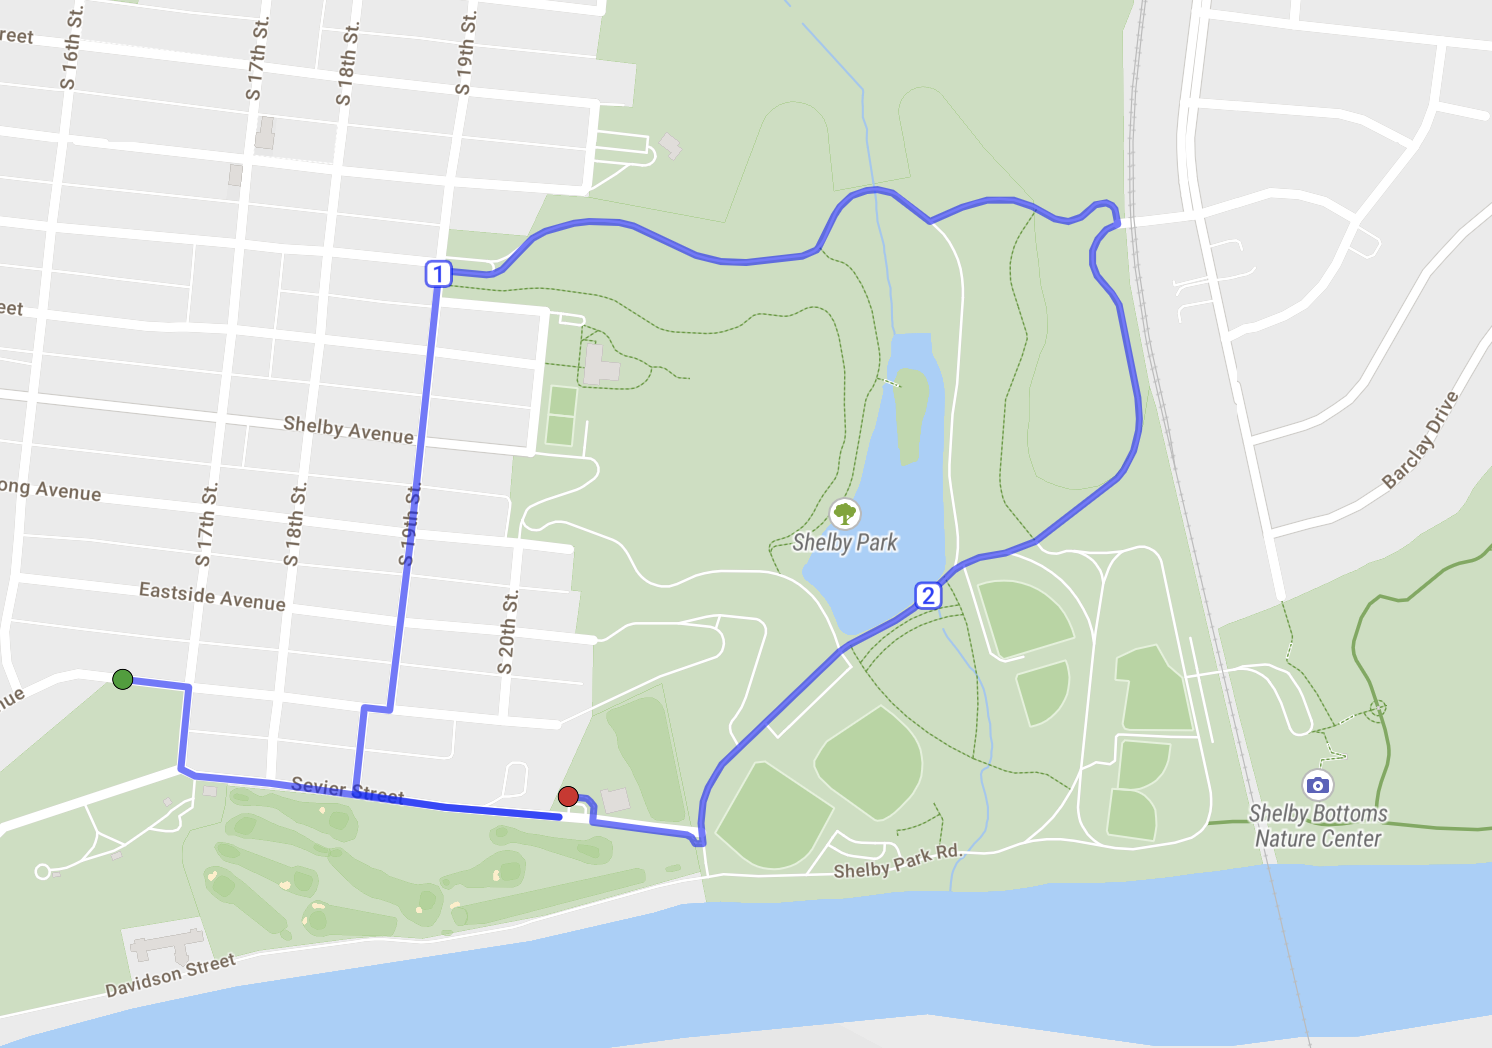 S 16th St.
S 17th St.
S 18th St.
S 19th St.
reet
1
eet
Shelby Avenue
ong Avenue
S 17th St.
S 18th St.
S 19th St.
Barclay Drive
Shelby Park
Eastside Avenue
S 20th St.
2
nue
Sevier Street
Shelby Bottoms
Nature Center
Shelby Park Rd.
Davidson Street